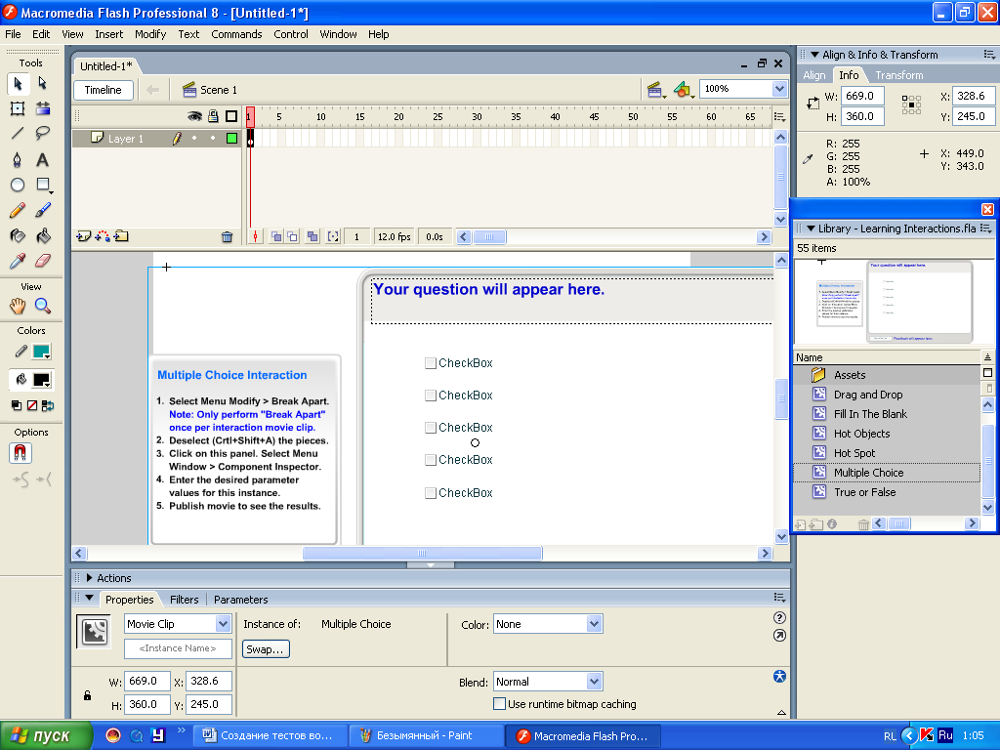 Macromedia Flash Professional 8 - [Untitled-1*]
File Edit View Insert Modify Text Commands Control Window Help
Tools
View
Colors
Options
Untitled-1*
Timeline
Scene 1
100%
1 5 10 15 20 25 30 35 40 45 50 55 60 65
Layer 1
1 12.0 fps 0.0s
Your question will appear here.
CheckBox
CheckBox
CheckBox
CheckBox
CheckBox
Multiple Choice Interaction
1. Select Menu Modify > Break Apart.
Note: Only perform "Break Apart"
once per interaction movie clip.
2. Deselect (Crtl+Shift+A) the pieces.
3. Click on this panel. Select Menu
Window > Component Inspector.
4. Enter the desired parameter
values for this instance.
5. Publish movie to see the results.
Align & Info & Transform
Align Info Transform
W: 669.0 X: 328.6
H: 360.0 Y: 245.0
R: 255
G: 255
B: 255
A: 100%
X: 449.0
Y: 343.0
Library - Learning Interactions.fla
55 items
Your question will appear here.
Name
Assets
Drag and Drop
Fill In The Blank
Hot Objects
Hot Spot
Multiple Choice
True or False
Actions
Properties Filters Parameters
Movie Clip
Instance of: Multiple Choice
Color: None
<Instance Name>
Swap...
W: 669.0 X: 328.6
H: 360.0 Y: 245.0
Blend: Normal
Use runtime bitmap caching
пуск
Создание тестов во...
Безымянный - Paint
Macromedia Flash Pro...
RL
Ru
1:05